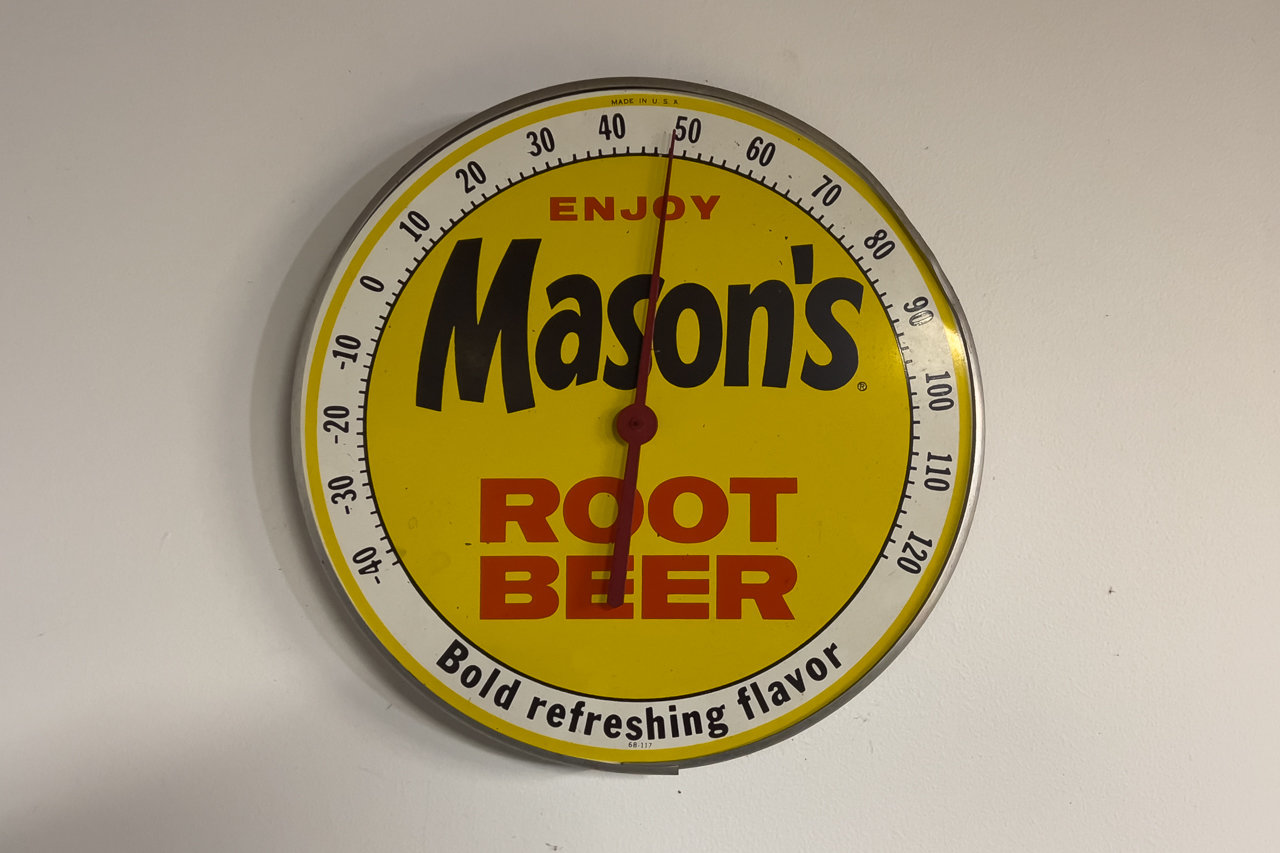 MADE IN U.S.A.
-40 -30 -20 -10 0 10 20 30 40 50 60 70 80 90 100 110 120
ENJOY
Mason's®
ROOT
BEER
Bold refreshing flavor
68-117